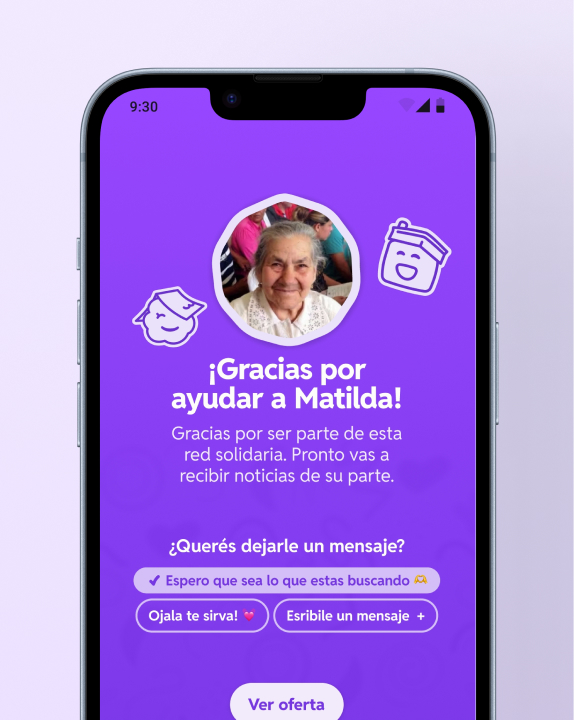 9:30
¡Gracias por
ayudar a Matilda!
Gracias por ser parte de esta
red solidaria. Pronto vas a
recibir noticias de su parte.
¿Querés dejarle un mensaje?
✓ Espero que sea lo que estas buscando 🫶
Ojala te sirva! 💗 Esribile un mensaje +
Ver oferta